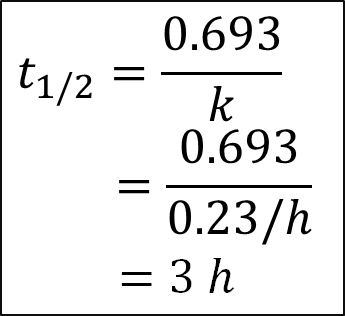 t₁/₂ = 0.693/k
= 0.693/0.23/h
= 3 h